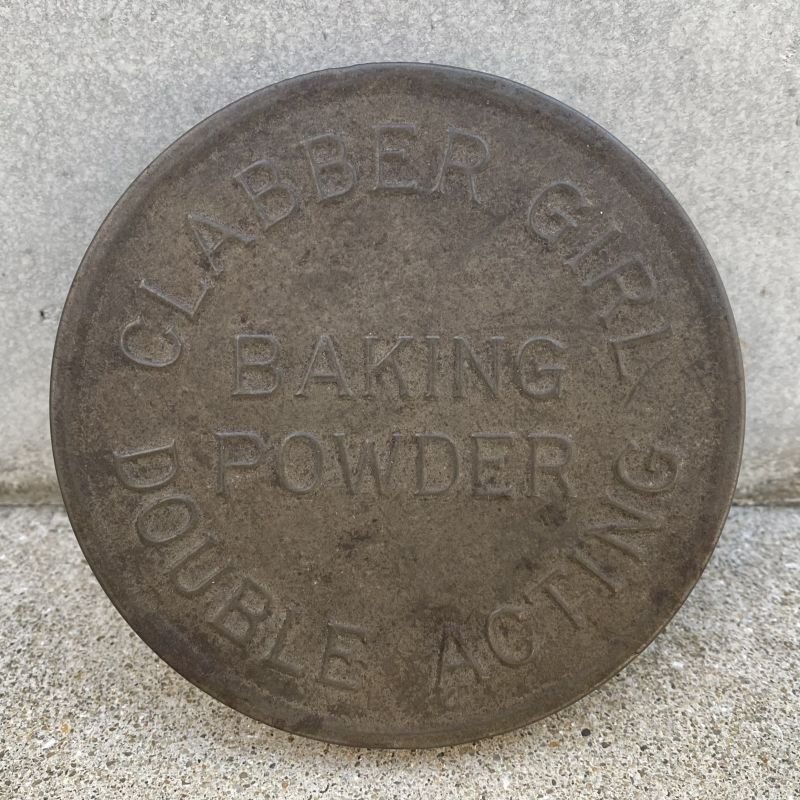 CLABBER GIRL
BAKING
POWDER
DOUBLE ACTING